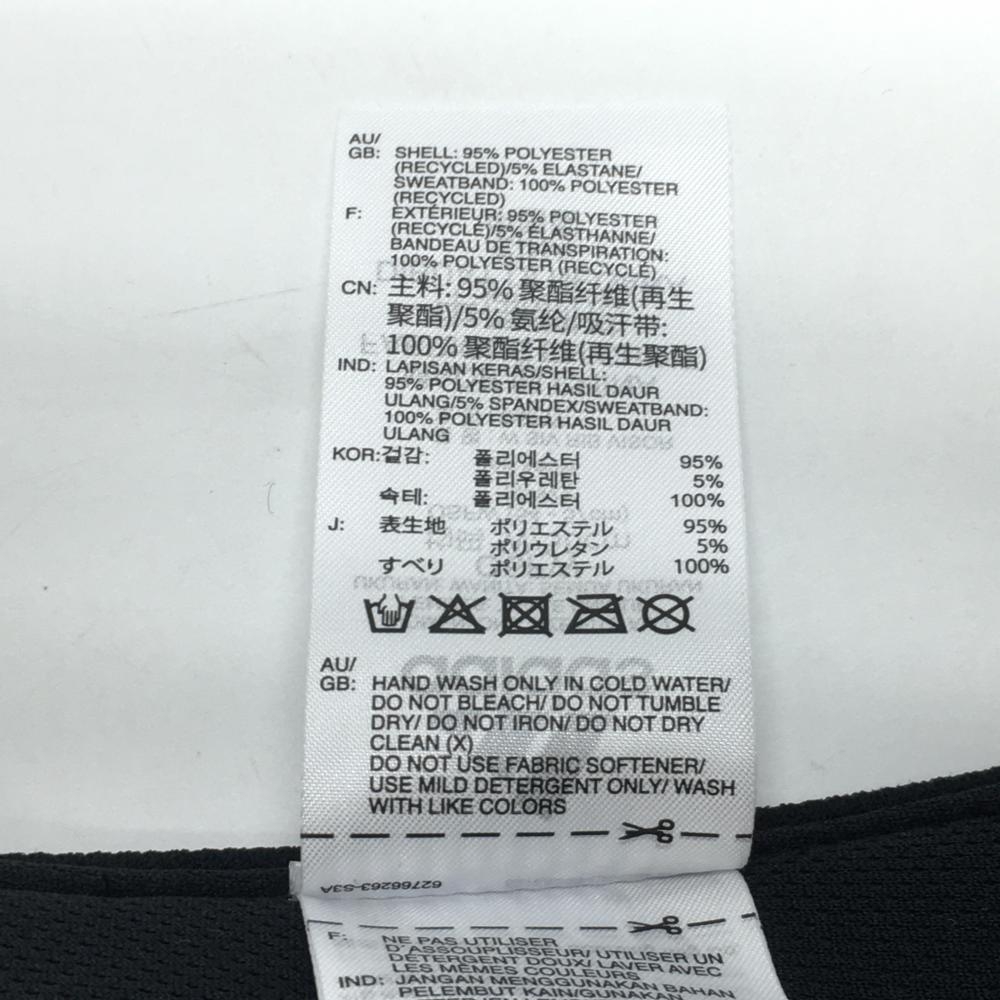 AU/
GB: SHELL: 95% POLYESTER
(RECYCLED)/5% ELASTANE/
SWEATBAND: 100% POLYESTER
(RECYCLED)
F: EXTÉRIEUR: 95% POLYESTER
(RECYCLÉ)/5% ÉLASTHANNE/
BANDEAU DE TRANSPIRATION:
100% POLYESTER (RECYCLÉ)
CN: 主料: 95% 聚酯纤维(再生
聚酯)/5% 氨纶/吸汗带:
100% 聚酯纤维(再生聚酯)
IND: LAPISAN KERAS/SHELL:
95% POLYESTER HASIL DAUR
ULANG/5% SPANDEX/SWEATBAND:
100% POLYESTER HASIL DAUR
ULANG
KOR: 겉감: 폴리에스터 95%
폴리우레탄 5%
속테: 폴리에스터 100%
J: 表生地 ポリエステル 95%
ポリウレタン 5%
すべり ポリエステル 100%
AU/
GB: HAND WASH ONLY IN COLD WATER/
DO NOT BLEACH/ DO NOT TUMBLE
DRY/ DO NOT IRON/ DO NOT DRY
CLEAN (X)
DO NOT USE FABRIC SOFTENER/
USE MILD DETERGENT ONLY/ WASH
WITH LIKE COLORS
62766263-S3A
F: NE PAS UTILISER
D'ASSOUPLISSEUR/ UTILISER UN
DÉTERGENT DOUX/ LAVER AVEC
LES MÊMES COULEURS
IND: JANGAN MENGGUNAKAN BAHAN
PELEMBUT KAIN/GUNAKAN